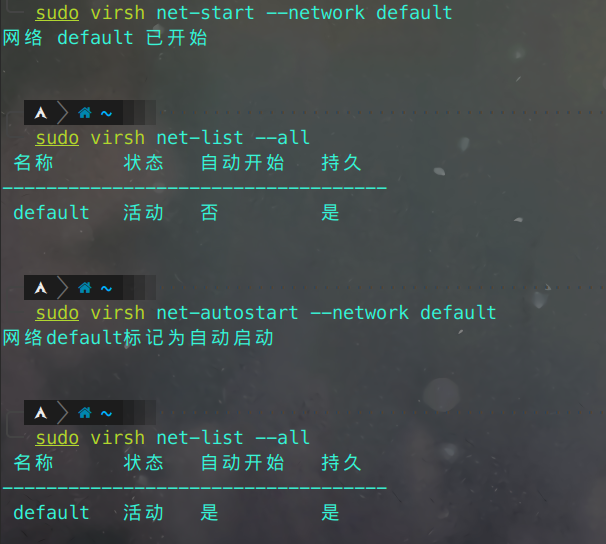 sudo virsh net-start --network default
网络 default 已开始
~
sudo virsh net-list --all
名称 状态 自动开始 持久
-----------------------------------
default 活动 否 是
~
sudo virsh net-autostart --network default
网络default标记为自动启动
~
sudo virsh net-list --all
名称 状态 自动开始 持久
-----------------------------------
default 活动 是 是